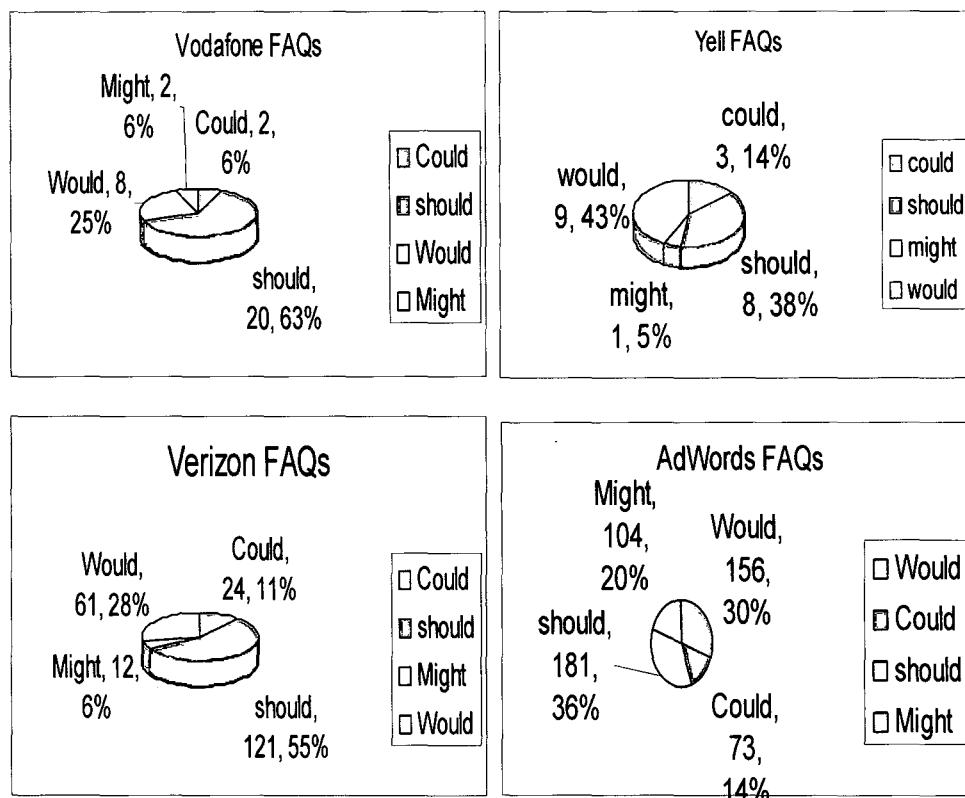 Vodafone FAQs
Might, 2,
6%
Could, 2,
6%
Would, 8,
25%
should
20, 63%
Could
should
Would
Might
Yell FAQs
could,
3, 14%
would,
9, 43%
might,
1, 5%
should,
8, 38%
could
should
might
would
Verizon FAQs
Would,
61, 28%
Could,
24, 11%
Might, 12,
6%
should,
121, 55%
Could
should
Might
Would
AdWords FAQs
Might,
104,
20%
Would,
156,
30%
should,
181,
36%
Could,
73,
14%
Would
Could
should
Might